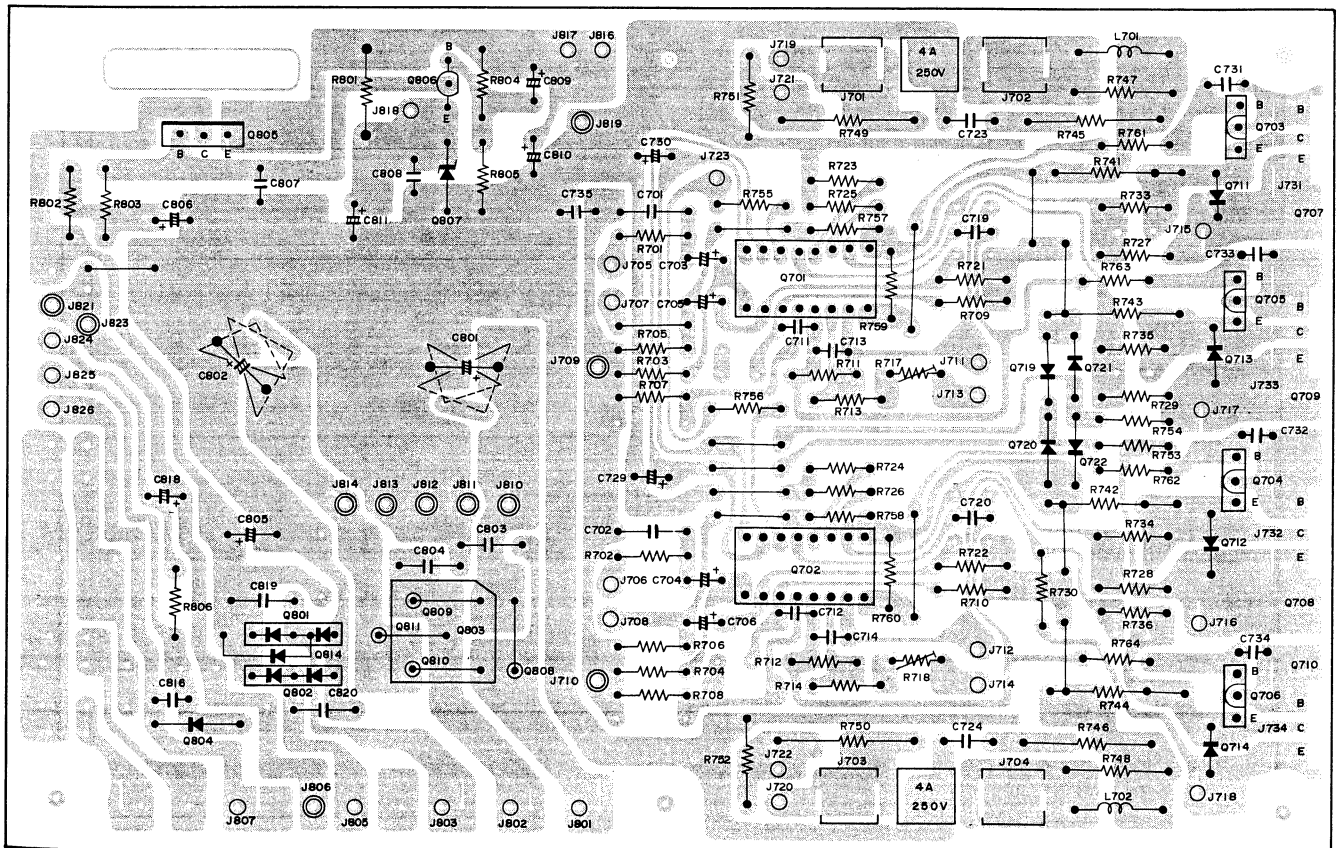 J817 J816
J719
L701
4A
250V
B
R801
Q806
R804
C809
J721
R747
C731
J818
E
R751
J701
J702
B
B
Q703
Q805
B C E
J819
R749
C723
R745
R761
C
E
E
C810
C730
J723
R723
R741
C807
C808
R805
C735
C701
R755
R725
Q711
J731
R802
R803
C806
C811
Q807
R757
C719
R733
Q707
R701
J715
J705
C703
Q701
R721
R727
C733
R763
B
J821
J823
J707
C705
R759
R709
R743
Q705
B
J824
C801
R705
C711
C713
E
C
C802
J709
R703
R711
R717
J711
R735
Q713
E
J825
Q719
Q721
J733
R707
J713
J826
R756
R713
R729
J717
Q709
R754
C732
Q720
R753
B
Q722
R762
C818
J814 J813 J812 J811 J810
C729
R724
R726
R742
Q704
E
B
C805
C702
R758
C720
C803
R734
J732
C
R702
Q712
E
C804
J706
C704
Q702
R722
R728
C819
R730
R806
Q809
R710
Q708
Q801
J708
C706
C712
R760
R736
J716
Q811
Q803
C714
C734
Q814
R706
R712
J712
R764
Q710
Q810
R704
R718
B
C816
Q802
C820
Q808
J710
R714
J714
Q706
R708
R744
E
B
Q804
R750
C724
R746
J734
C
J722
Q714
E
R752
J703
J704
R748
J806
J720
4A
250V
L702
J718
J807
J805
J803
J802
J801